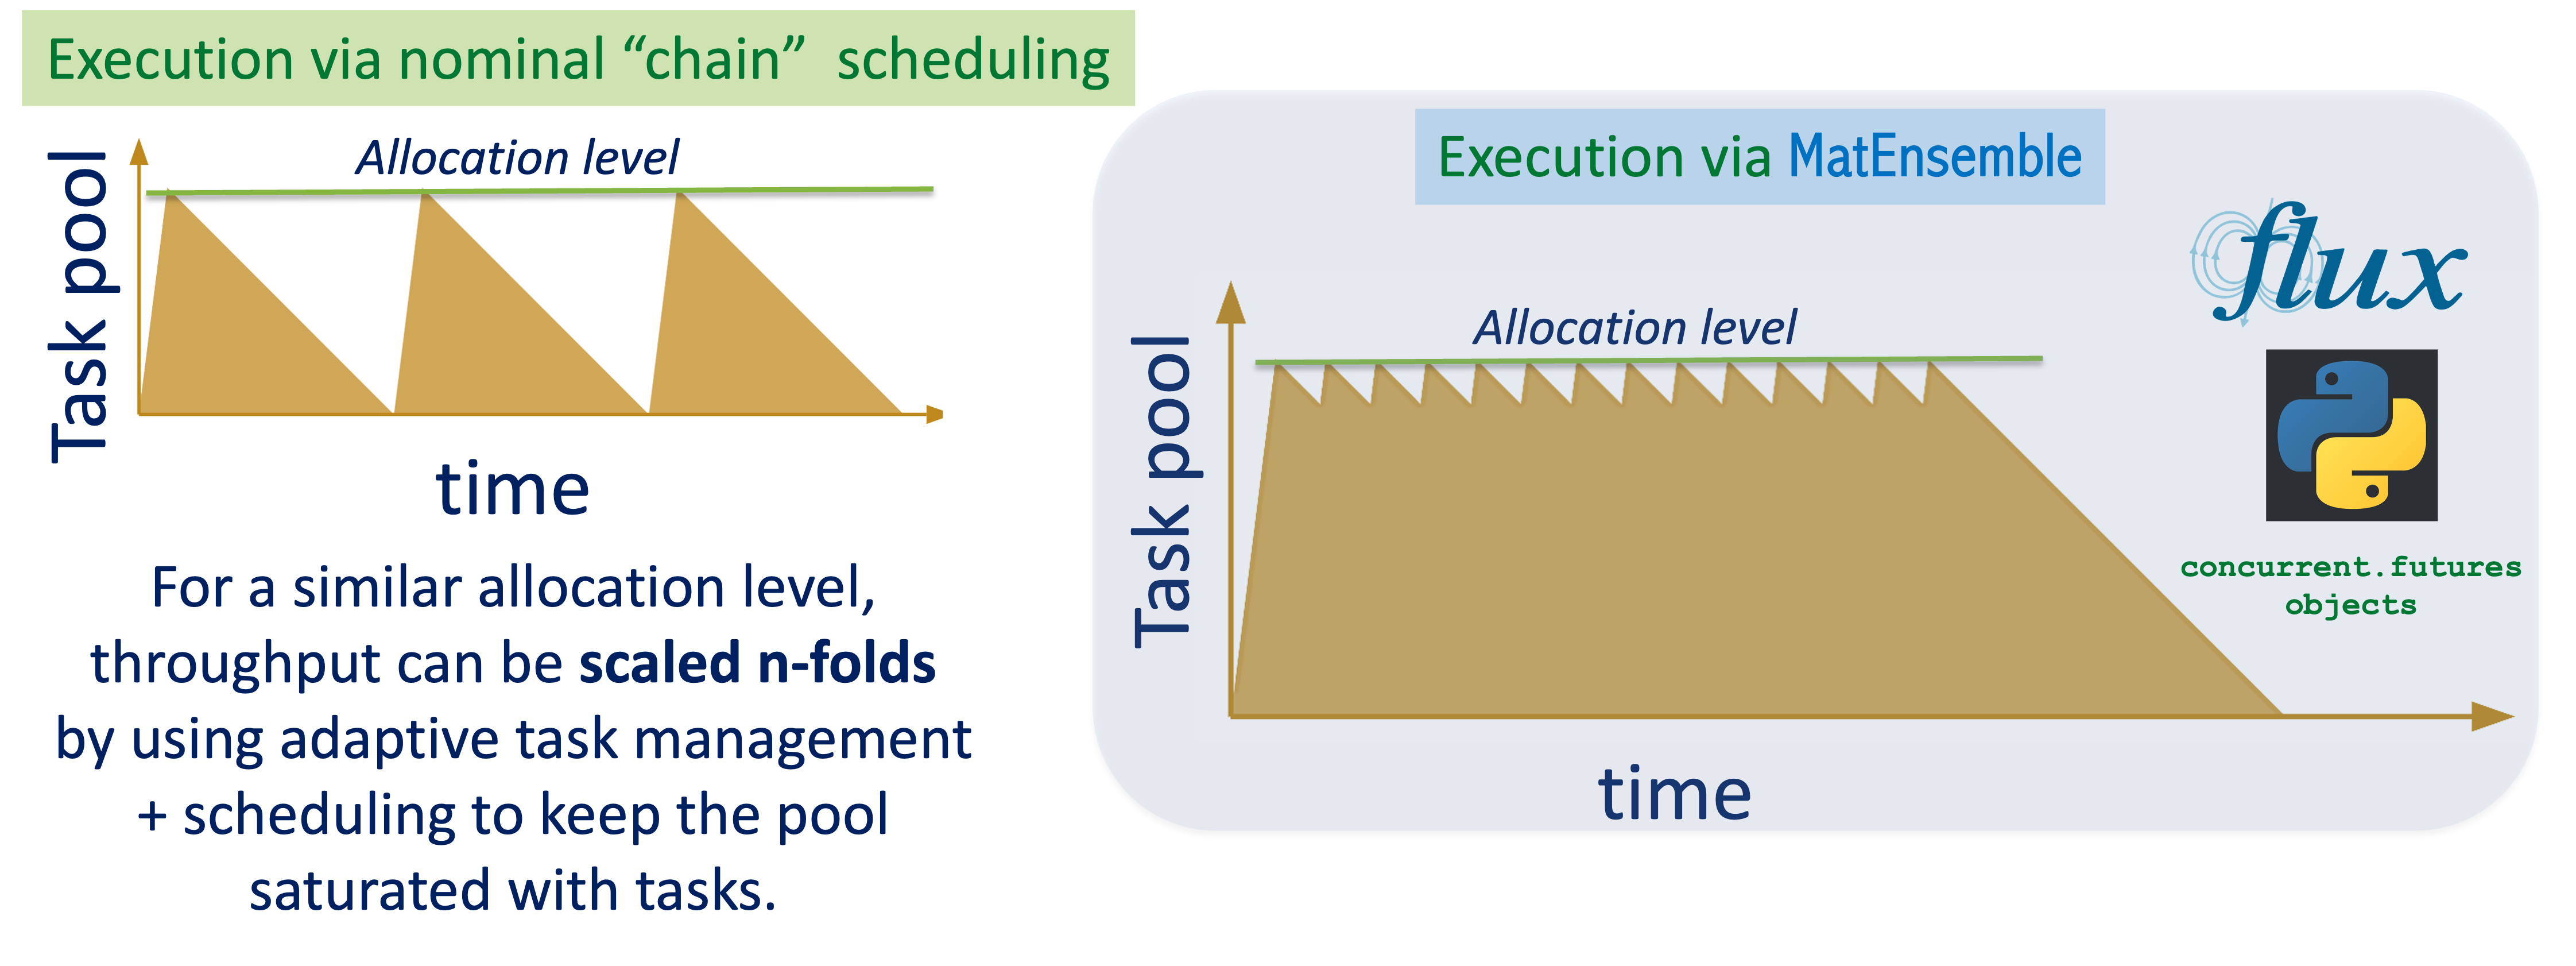 Execution via nominal “chain” scheduling
Allocation level
Task pool
time
For a similar allocation level,
throughput can be scaled n-folds
by using adaptive task management
+ scheduling to keep the pool
saturated with tasks.
Execution via MatEnsemble
flux
Allocation level
Task pool
concurrent.futures
objects
time